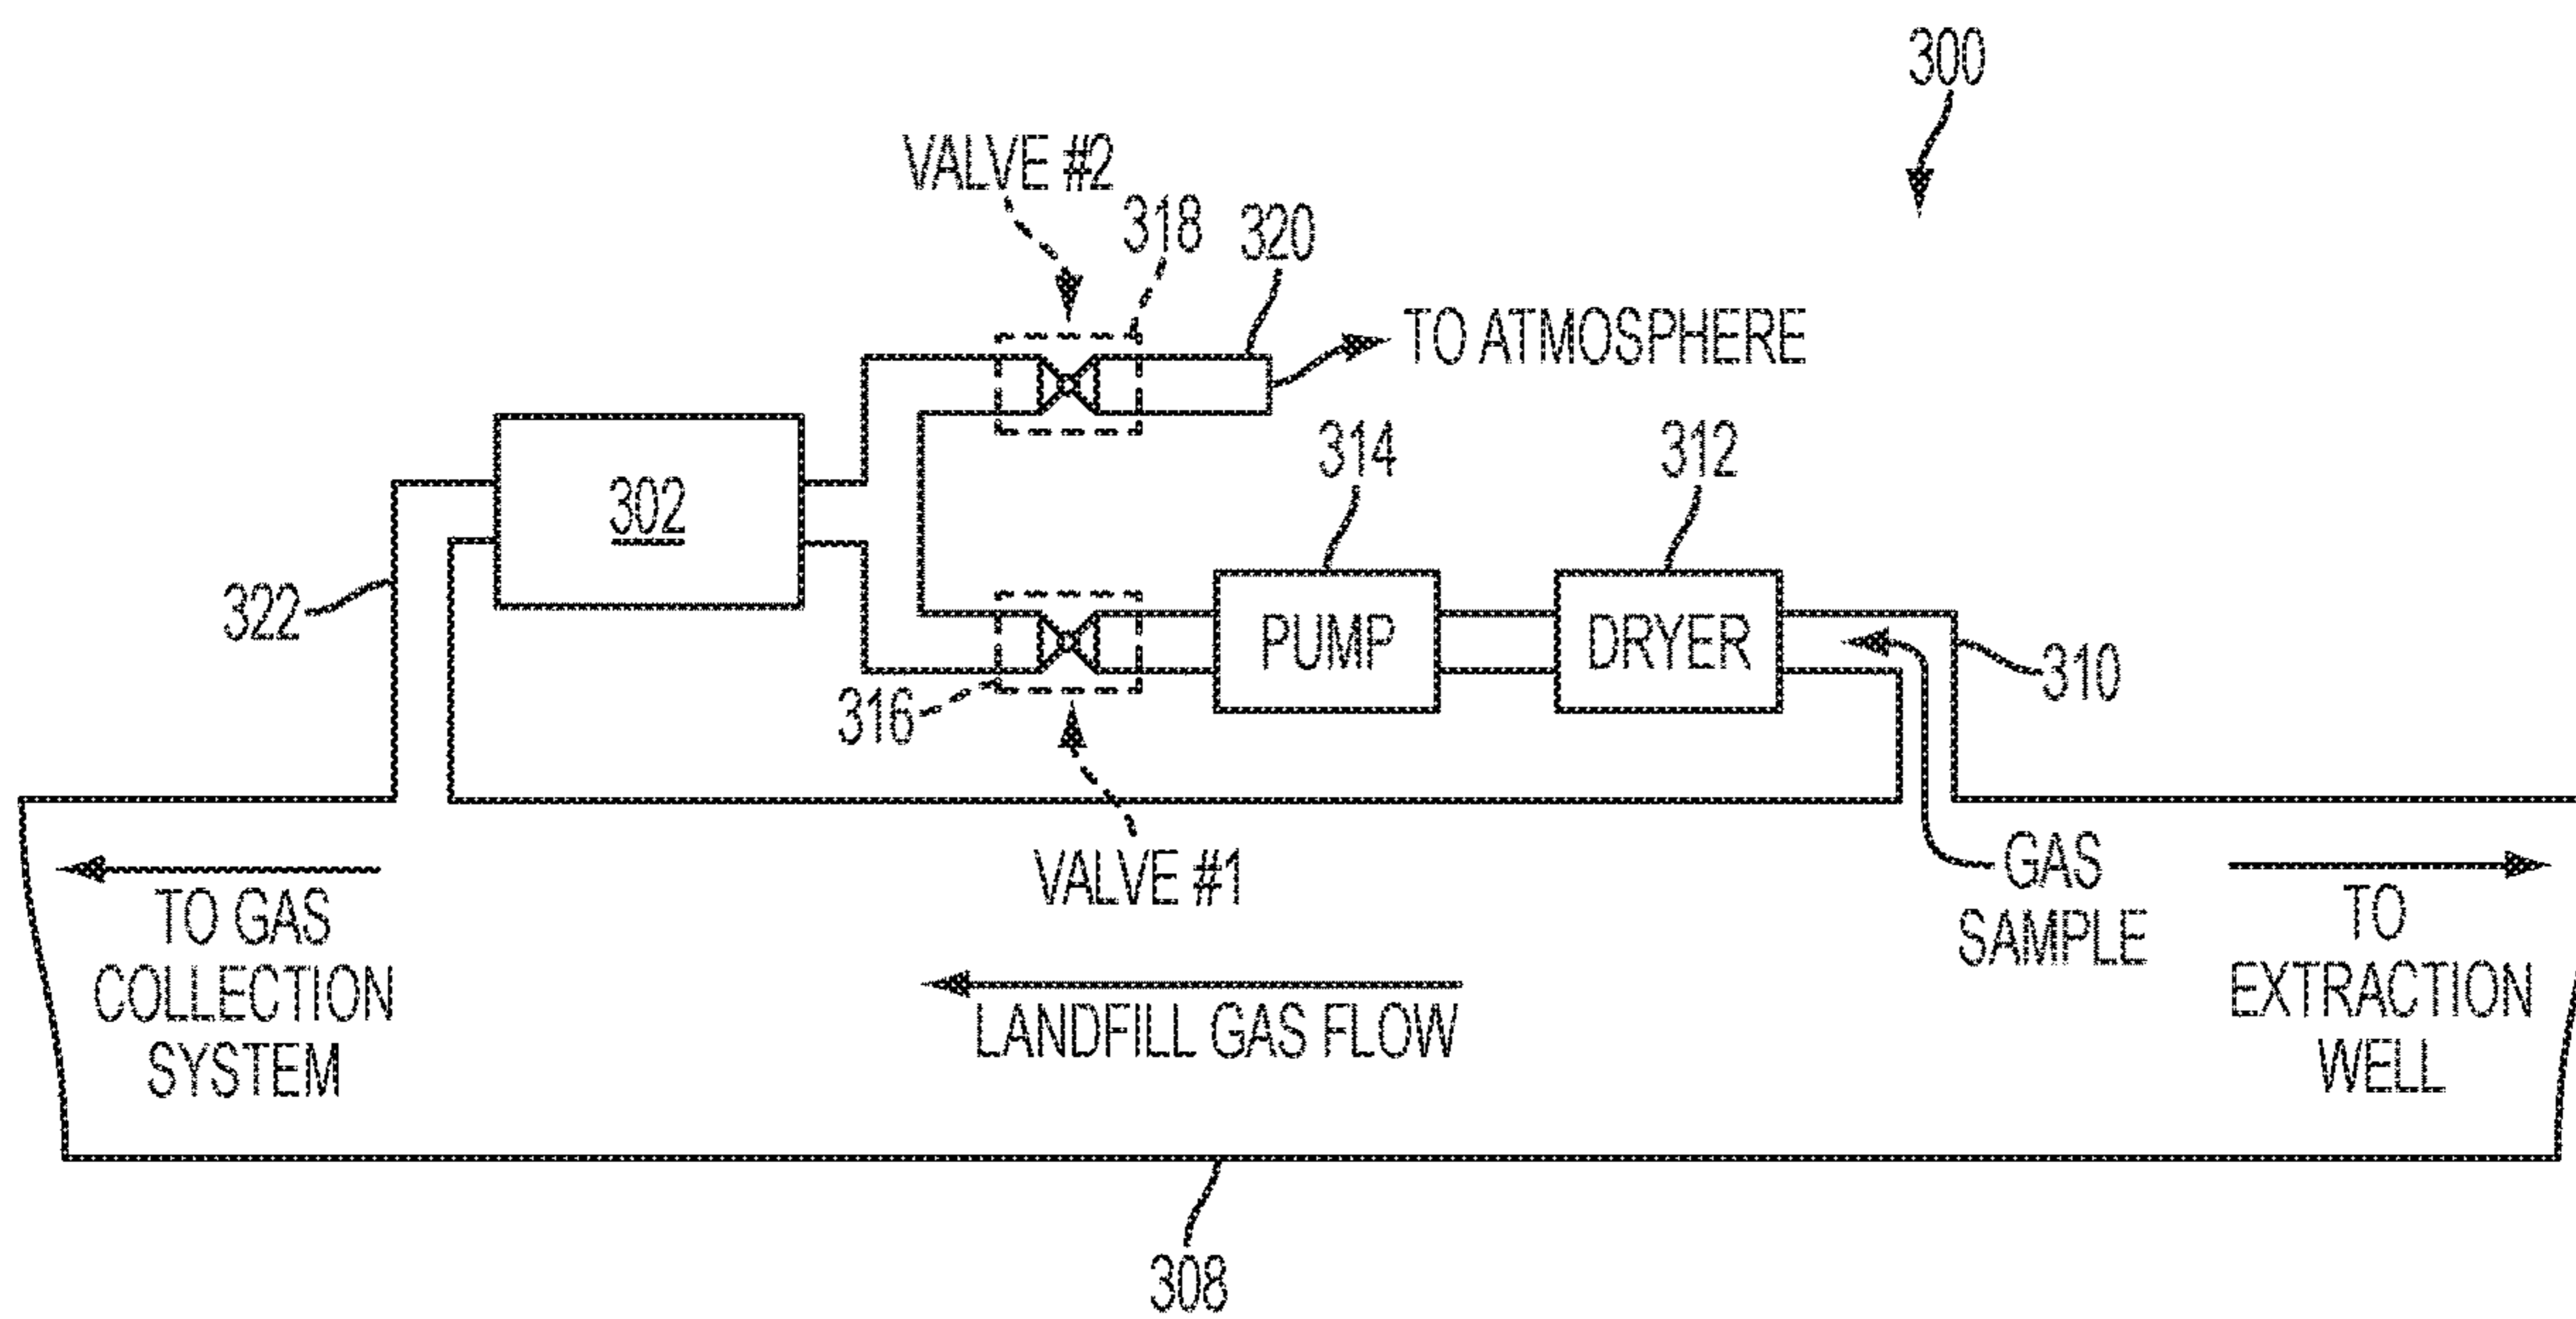 300
VALVE #2
318
320
TO ATMOSPHERE
314
312
302
322
PUMP
DRYER
310
316
VALVE #1
GAS
SAMPLE
TO GAS
COLLECTION
SYSTEM
LANDFILL GAS FLOW
TO
EXTRACTION
WELL
308